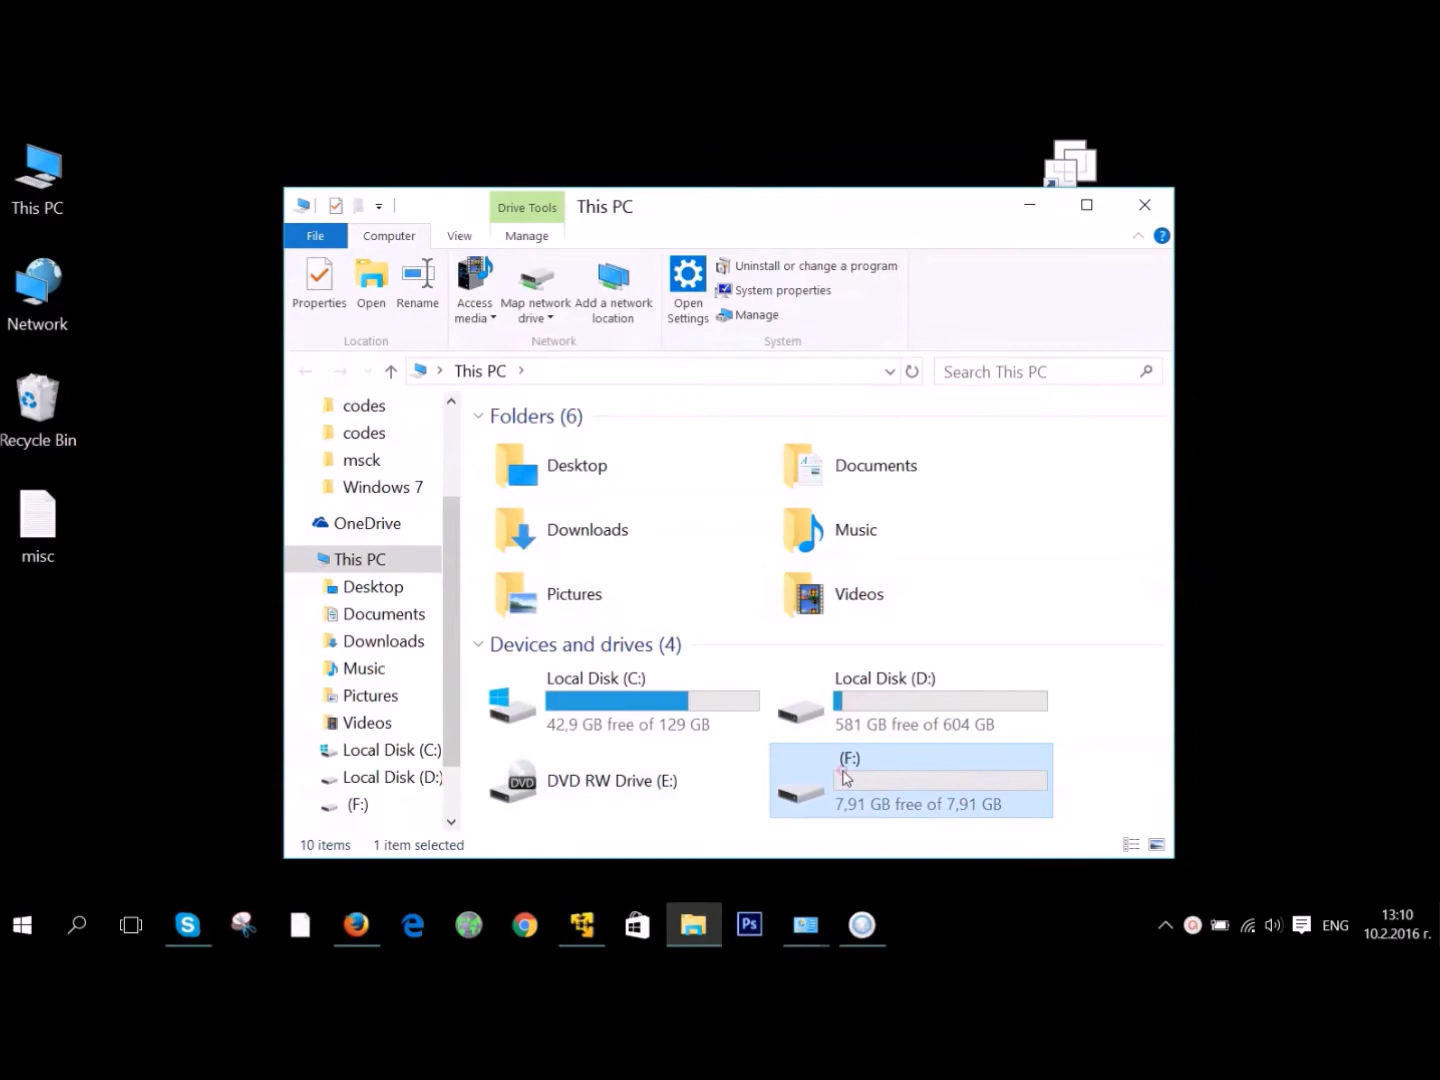 This PC
Network
Recycle Bin
misc
Drive Tools
This PC
File
Computer
View
Manage
Properties
Open
Rename
Access media
Map network drive
Add a network location
Open Settings
Uninstall or change a program
System properties
Manage
Location
Network
System
This PC
Search This PC
codes
codes
msck
Windows 7
OneDrive
This PC
Desktop
Documents
Downloads
Music
Pictures
Videos
Local Disk (C:)
Local Disk (D:)
(F:)
Folders (6)
Desktop
Documents
Downloads
Music
Pictures
Videos
Devices and drives (4)
Local Disk (C:)
42,9 GB free of 129 GB
Local Disk (D:)
581 GB free of 604 GB
DVD
DVD RW Drive (E:)
(F:)
7,91 GB free of 7,91 GB
10 items
1 item selected
Ps
ENG
13:10
10.2.2016 г.